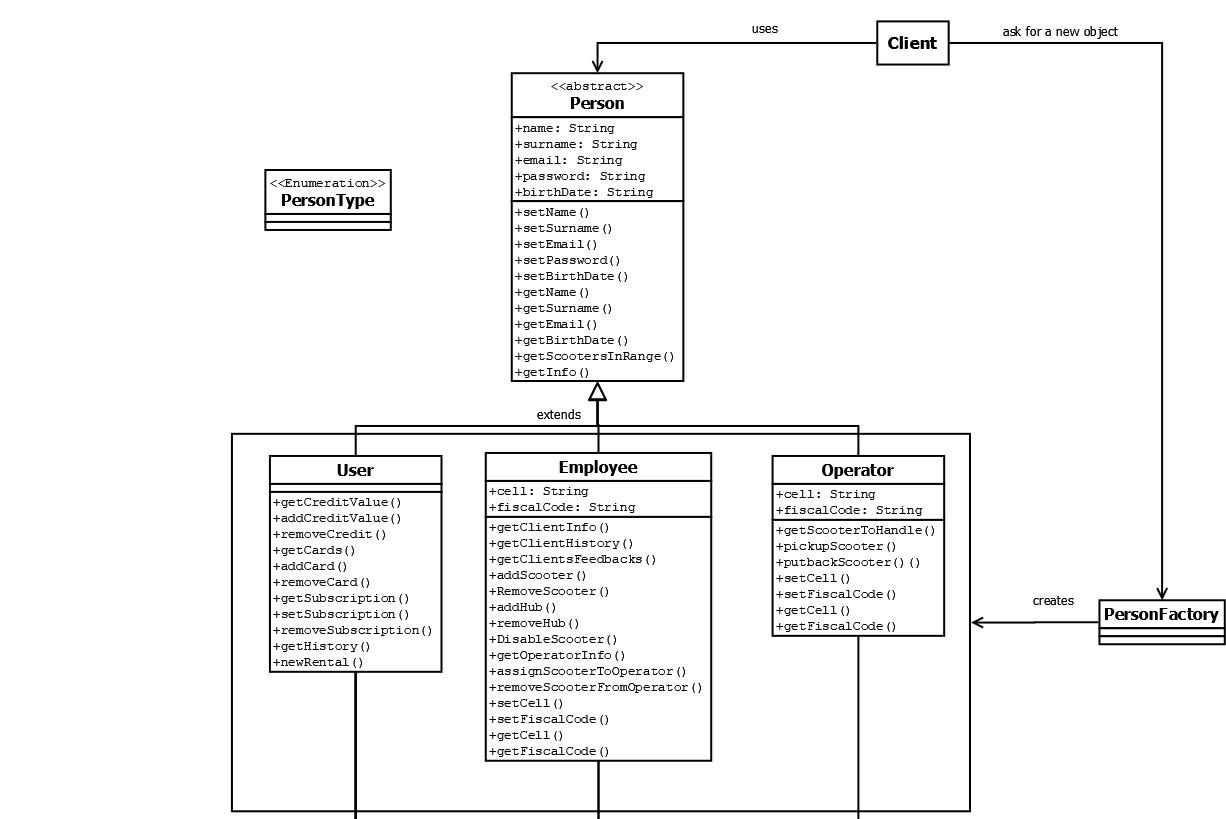 uses
Client
ask for a new object
<<abstract>>
Person
+name: String
+surname: String
+email: String
+password: String
+birthDate: String
+setName()
+setSurname()
+setEmail()
+setPassword()
+setBirthDate()
+getName()
+getSurname()
+getEmail()
+getBirthDate()
+getScootersInRange()
+getInfo()
<<Enumeration>>
PersonType
extends
User
+getCreditValue()
+addCreditValue()
+removeCredit()
+getCards()
+addCard()
+removeCard()
+getSubscription()
+setSubscription()
+removeSubscription()
+getHistory()
+newRental()
Employee
+cell: String
+fiscalCode: String
+getClientInfo()
+getClientHistory()
+getClientsFeedbacks()
+addScooter()
+RemoveScooter()
+addHub()
+removeHub()
+DisableScooter()
+getOperatorInfo()
+assignScooterToOperator()
+removeScooterFromOperator()
+setCell()
+setFiscalCode()
+getCell()
+getFiscalCode()
Operator
+cell: String
+fiscalCode: String
+getScooterToHandle()
+pickupScooter()
+putbackScooter()()
+setCell()
+setFiscalCode()
+getCell()
+getFiscalCode()
creates
PersonFactory